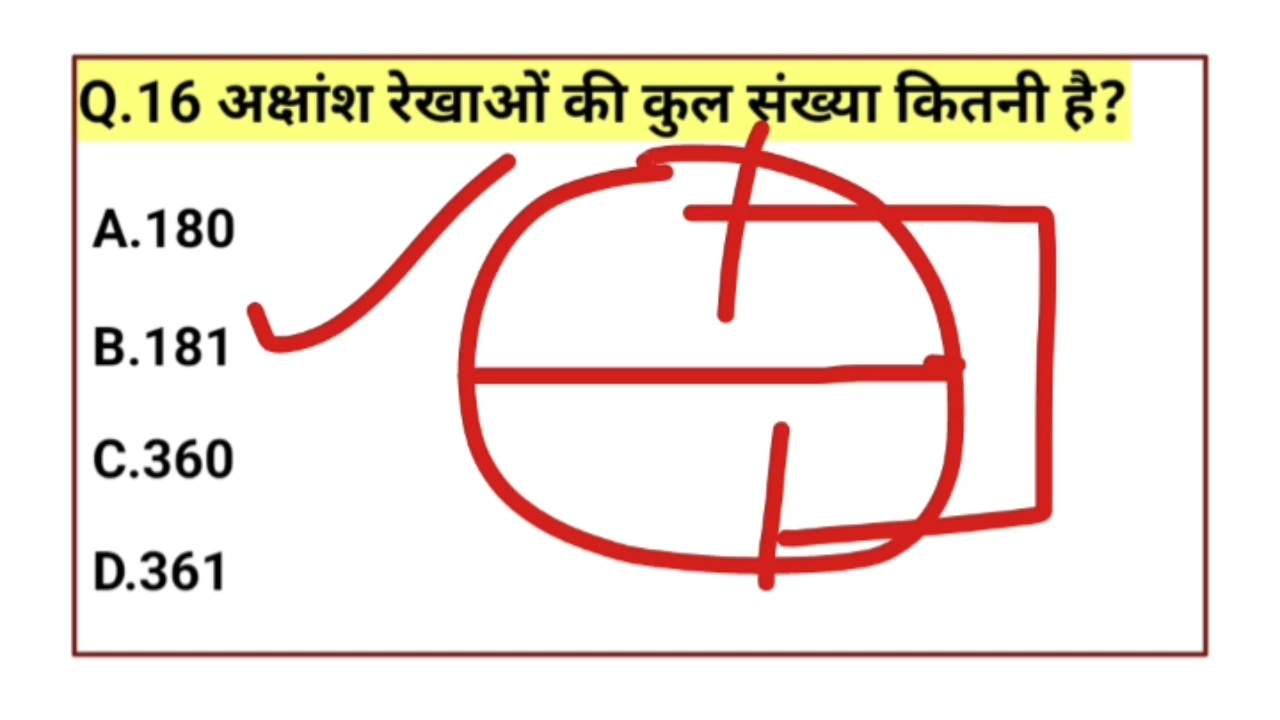 Q.16 अक्षांश रेखाओं की कुल संख्या कितनी है?
A.180
B.181
C.360
D.361